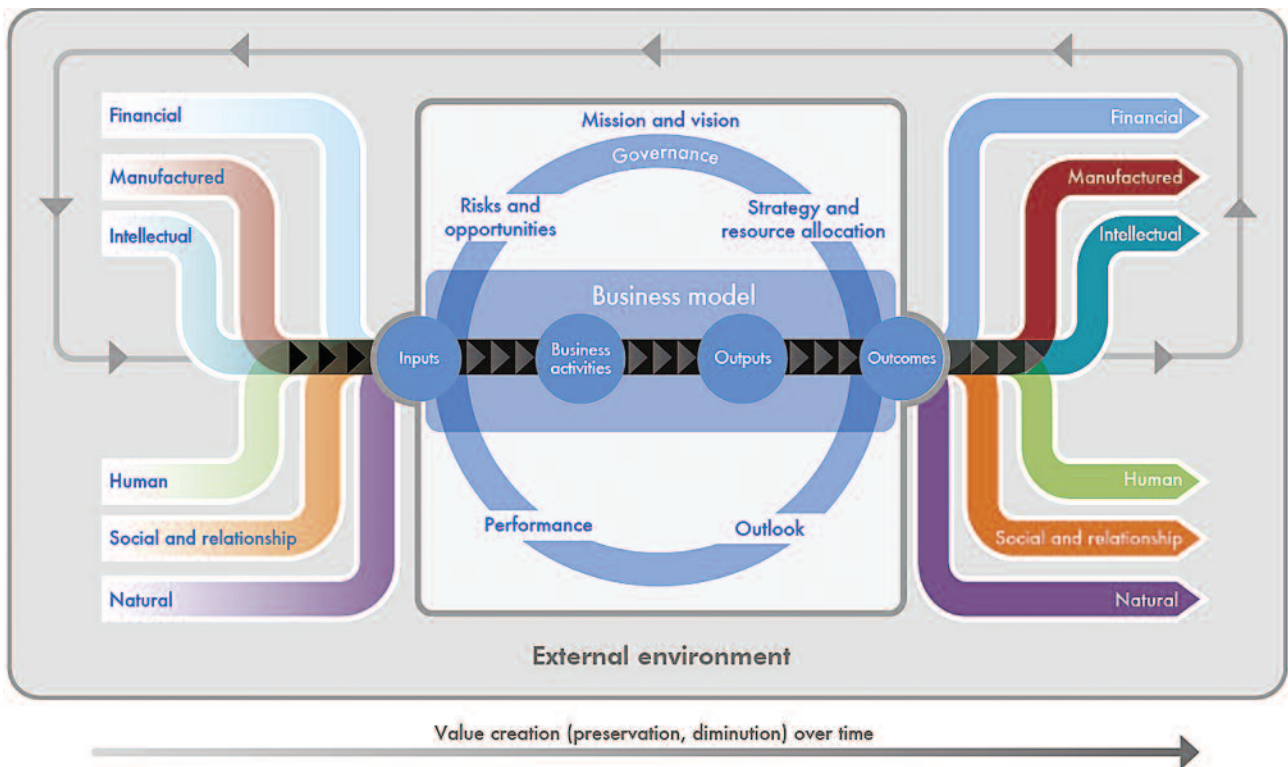 Financial
Manufactured
Intellectual
Human
Social and relationship
Natural
Mission and vision
Governance
Risks and
opportunities
Strategy and
resource allocation
Business model
Inputs
Business
activities
Outputs
Outcomes
Performance
Outlook
Financial
Manufactured
Intellectual
Human
Social and relationship
Natural
External environment
Value creation (preservation, diminution) over time